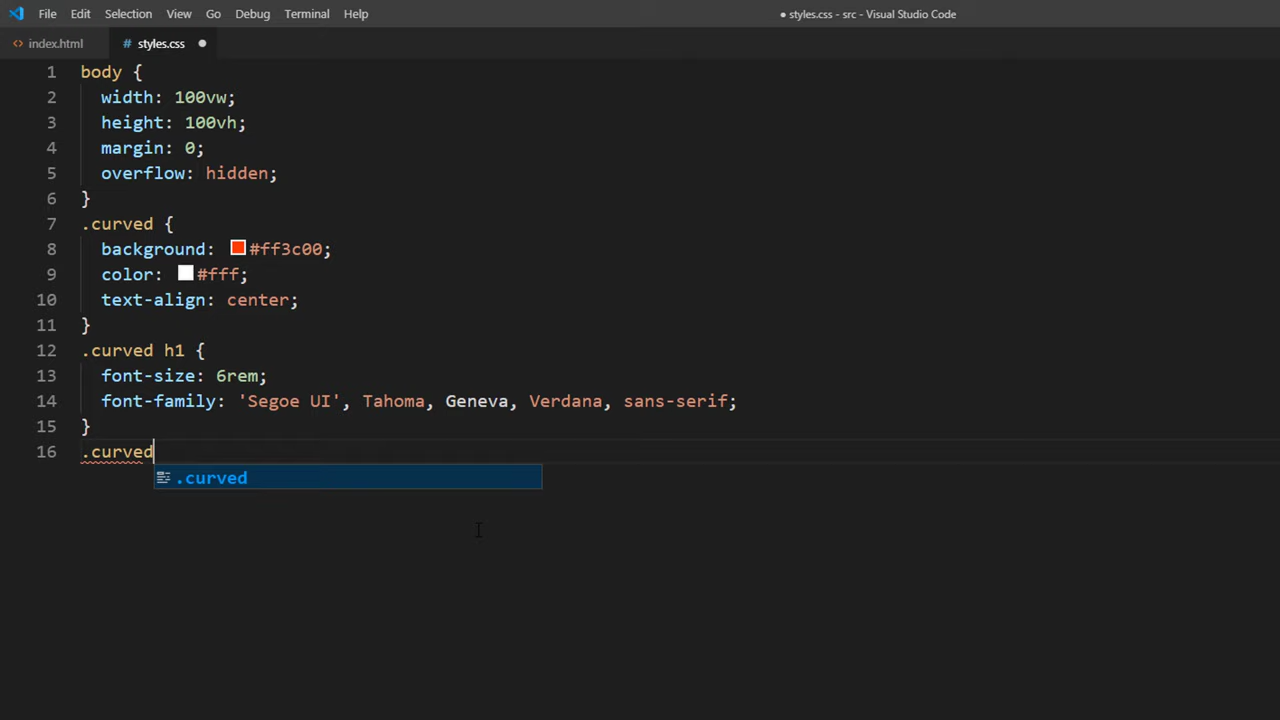 File Edit Selection View Go Debug Terminal Help
● styles.css - src - Visual Studio Code
<> index.html
# styles.css ●
1 body {
2 width: 100vw;
3 height: 100vh;
4 margin: 0;
5 overflow: hidden;
6 }
7 .curved {
8 background: #ff3c00;
9 color: #fff;
10 text-align: center;
11 }
12 .curved h1 {
13 font-size: 6rem;
14 font-family: 'Segoe UI', Tahoma, Geneva, Verdana, sans-serif;
15 }
16 .curved
.curved